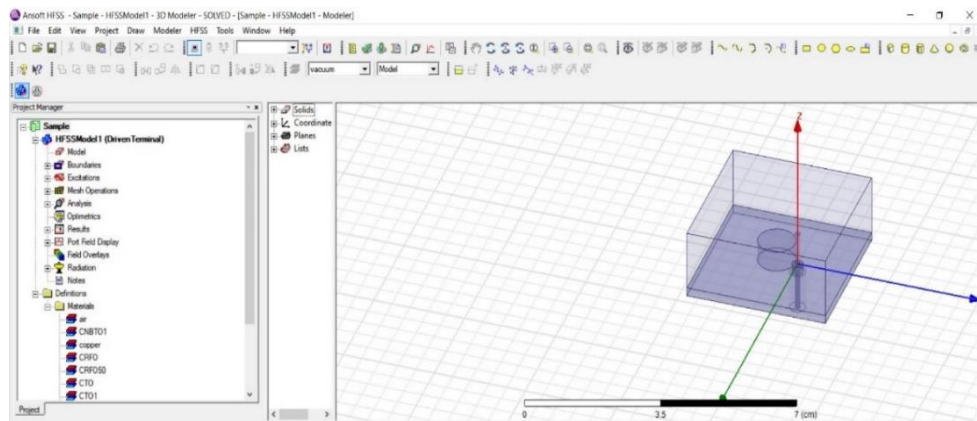 Ansoft HFSS - Sample - HFSSModel1 - 3D Modeler - SOLVED - [Sample - HFSSModel1 - Modeler]
File Edit View Project Draw Modeler HFSS Tools Window Help
vacuum Model
Project Manager
Sample
HFSSModel1 (DrivenTerminal)
Model
Boundaries
Excitations
Mesh Operations
Analysis
Optimetrics
Results
Port Field Display
Field Overlays
Radiation
Notes
Definitions
Materials
air
CNBTO1
copper
CRFO
CRFO50
CTO
CTO1
Project
Solids
Coordinate
Planes
Lists
Z
0 3.5 7 (cm)